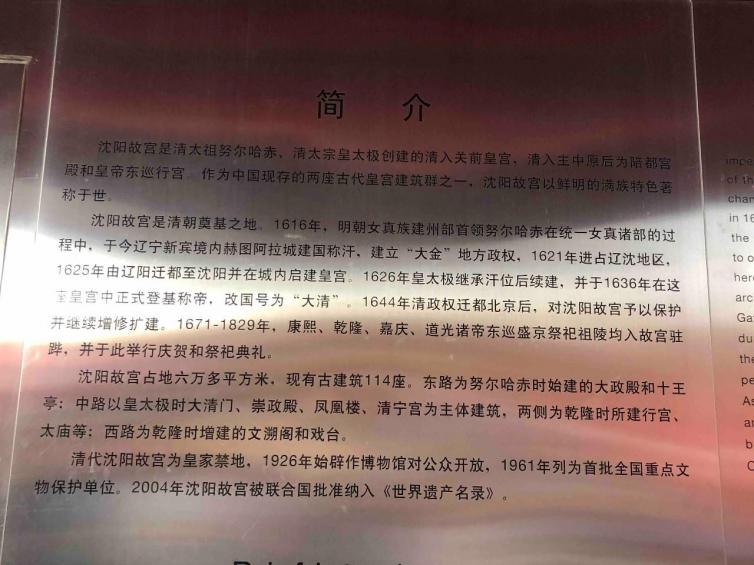 简 介
沈阳故宫是清太祖努尔哈赤、清太宗皇太极创建的清入关前皇宫，清入主中原后为陪都宫
殿和皇帝东巡行宫。作为中国现存的两座古代皇宫建筑群之一，沈阳故宫以鲜明的满族特色著
称于世。
沈阳故宫是清朝奠基之地。1616年，明朝女真族建州部首领努尔哈赤在统一女真诸部的过
程中，于今辽宁新宾境内赫图阿拉城建国称汗，建立“大金”地方政权，1621年进占辽沈地区，
1625年由辽阳迁都至沈阳并在城内启建皇宫。1626年皇太极继承汗位后续建，并于1636年在这
座皇宫中正式登基称帝，改国号为“大清”。1644年清政权迁都北京后，对沈阳故宫予以保护
并继续增修扩建。1671-1829年，康熙、乾隆、嘉庆、道光诸帝东巡盛京祭祀祖陵均入故宫驻
跸，并于此举行庆贺和祭祀典礼。
沈阳故宫占地六万多平方米，现有古建筑114座。东路为努尔哈赤时始建的大政殿和十王
亭；中路以皇太极时大清门、崇政殿、凤凰楼、清宁宫为主体建筑，两侧为乾隆时所建行宫、
太庙等；西路为乾隆时增建的文溯阁和戏台。
清代沈阳故宫为皇家禁地，1926年始辟作博物馆对公众开放，1961年列为首批全国重点文
物保护单位。2004年沈阳故宫被联合国批准纳入《世界遗产名录》。
of th
in 16
the
to o